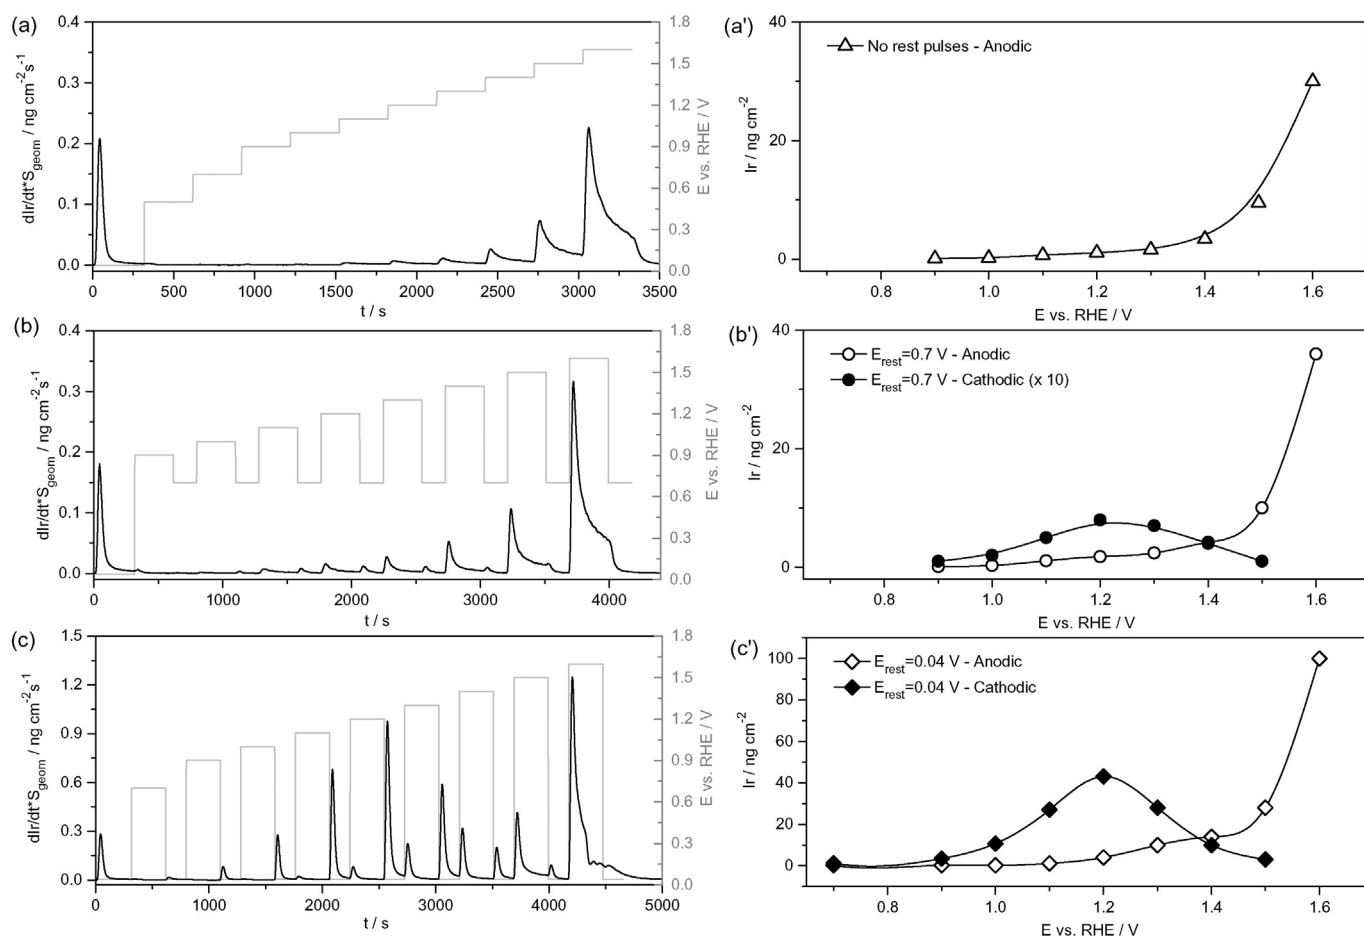 (a)
0.4
0.3
0.2
0.1
0.0
dIr/dt*S_geom / ng cm⁻²s⁻¹
1.8
1.5
1.2
0.9
0.6
0.3
0.0
E vs. RHE / V
0 500 1000 1500 2000 2500 3000 3500
t / s
(a')
40
20
0
Ir / ng cm⁻²
No rest pulses - Anodic
0.8 1.0 1.2 1.4 1.6
E vs. RHE / V
(b)
0.4
0.3
0.2
0.1
0.0
dIr/dt*S_geom / ng cm⁻²s⁻¹
1.8
1.5
1.2
0.9
0.6
0.3
0.0
E vs. RHE / V
0 1000 2000 3000 4000
t / s
(b')
40
20
0
Ir / ng cm⁻²
E_rest=0.7 V - Anodic
E_rest=0.7 V - Cathodic (x 10)
0.8 1.0 1.2 1.4 1.6
E vs. RHE / V
(c)
1.5
1.2
0.9
0.6
0.3
0.0
dIr/dt*S_geom / ng cm⁻²s⁻¹
1.8
1.5
1.2
0.9
0.6
0.3
0.0
E vs. RHE / V
0 1000 2000 3000 4000 5000
t / s
(c')
100
80
60
40
20
0
Ir / ng cm⁻²
E_rest=0.04 V - Anodic
E_rest=0.04 V - Cathodic
0.8 1.0 1.2 1.4 1.6
E vs. RHE / V